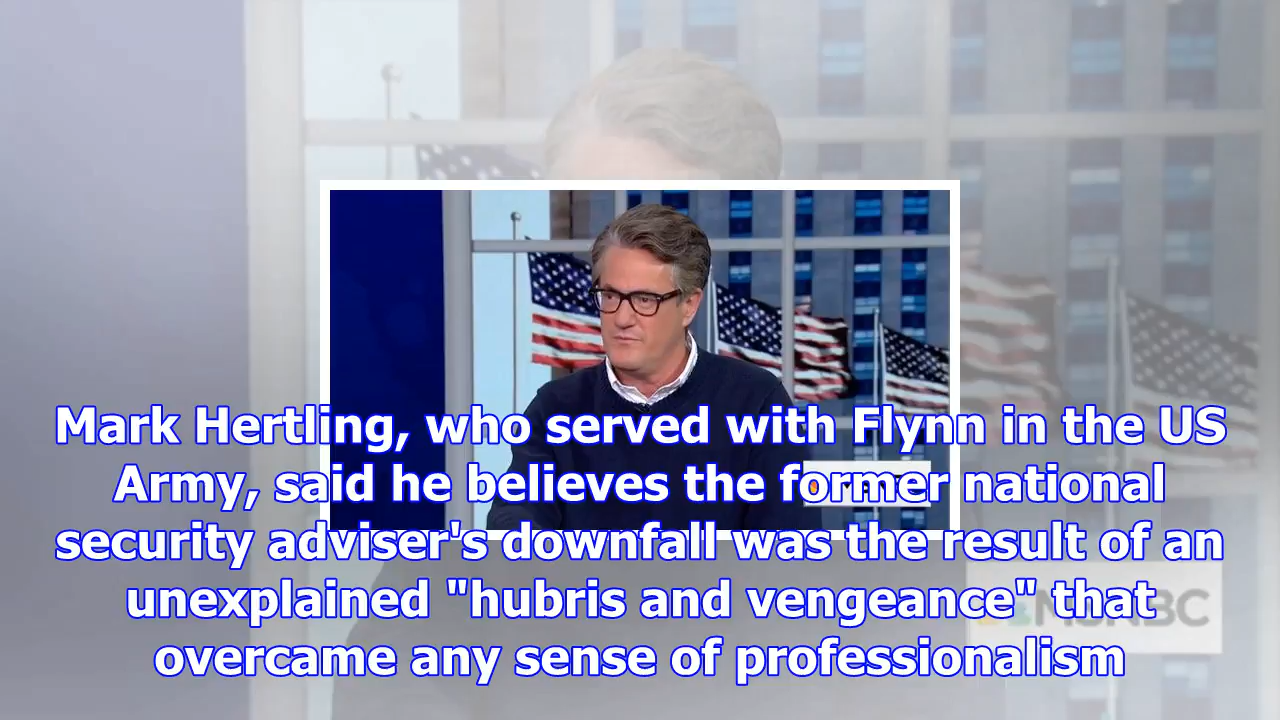 Mark Hertling, who served with Flynn in the US
Army, said he believes the former national
security adviser's downfall was the result of an
unexplained "hubris and vengeance" that
overcame any sense of professionalism
MSNBC